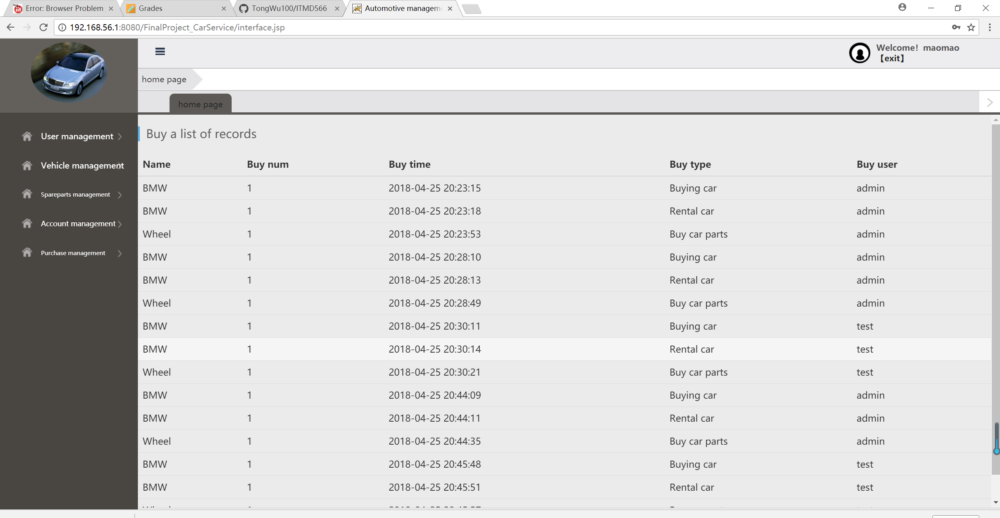 Error: Browser Problem
Grades
TongWu100/ITMD566
Automotive managem
192.168.56.1:8080/FinalProject_CarService/interface.jsp
Welcome! maomao
【exit】
home page
home page
User management
Vehicle management
Spareparts management
Account management
Purchase management
Buy a list of records
Name Buy num Buy time Buy type Buy user
BMW 1 2018-04-25 20:23:15 Buying car admin
BMW 1 2018-04-25 20:23:18 Rental car admin
Wheel 1 2018-04-25 20:23:53 Buy car parts admin
BMW 1 2018-04-25 20:28:10 Buying car admin
BMW 1 2018-04-25 20:28:13 Rental car admin
Wheel 1 2018-04-25 20:28:49 Buy car parts admin
BMW 1 2018-04-25 20:30:11 Buying car test
BMW 1 2018-04-25 20:30:14 Rental car test
Wheel 1 2018-04-25 20:30:21 Buy car parts test
BMW 1 2018-04-25 20:44:09 Buying car admin
BMW 1 2018-04-25 20:44:11 Rental car admin
Wheel 1 2018-04-25 20:44:35 Buy car parts admin
BMW 1 2018-04-25 20:45:48 Buying car test
BMW 1 2018-04-25 20:45:51 Rental car test